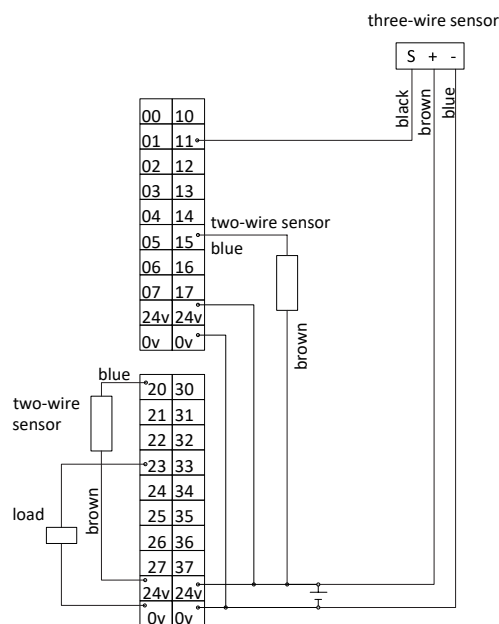 three-wire sensor
S + -
black
brown
blue
00 10
01 11
02 12
03 13
04 14
05 15
06 16
07 17
24v 24v
0v 0v
two-wire sensor
blue
brown
blue
two-wire
sensor
brown
load
20 30
21 31
22 32
23 33
24 34
25 35
26 36
27 37
24v 24v
0v 0v